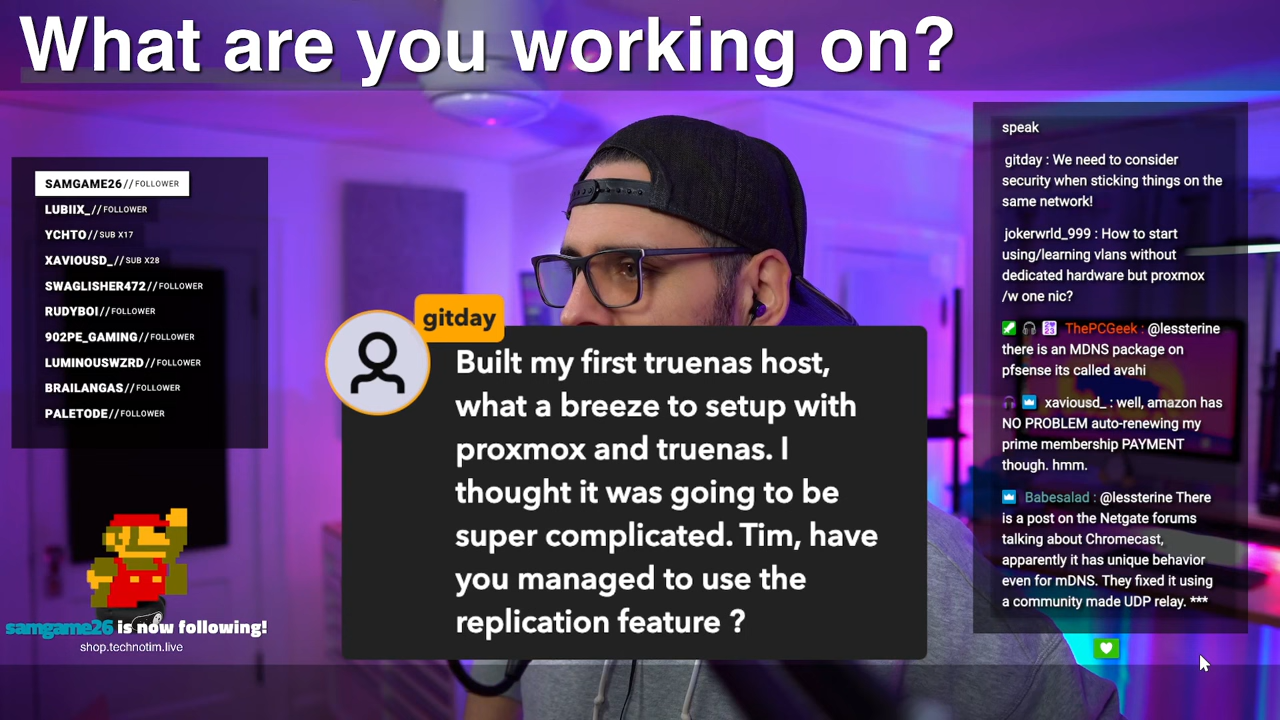 What are you working on?
SAMGAME26//FOLLOWER
LUBIIX_//FOLLOWER
YCHTO//SUB X17
XAVIOUSD_//SUB X28
SWAGLISHER472//FOLLOWER
RUDYBOI//FOLLOWER
902PE_GAMING//FOLLOWER
LUMINOUSWZRD//FOLLOWER
BRAILANGAS//FOLLOWER
PALETODE//FOLLOWER
samgame26 is now following!
shop.technotim.live
gitday
Built my first truenas host,
what a breeze to setup with
proxmox and truenas. I
thought it was going to be
super complicated. Tim, have
you managed to use the
replication feature ?
speak
gitday : We need to consider
security when sticking things on the
same network!
jokerwrld_999 : How to start
using/learning vlans without
dedicated hardware but proxmox
/w one nic?
ThePCGeek : @lessterine
there is an MDNS package on
pfsense its called avahi
xaviousd_ : well, amazon has
NO PROBLEM auto-renewing my
prime membership PAYMENT
though. hmm.
Babesalad : @lessterine There
is a post on the Netgate forums
talking about Chromecast,
apparently it has unique behavior
even for mDNS. They fixed it using
a community made UDP relay. ***